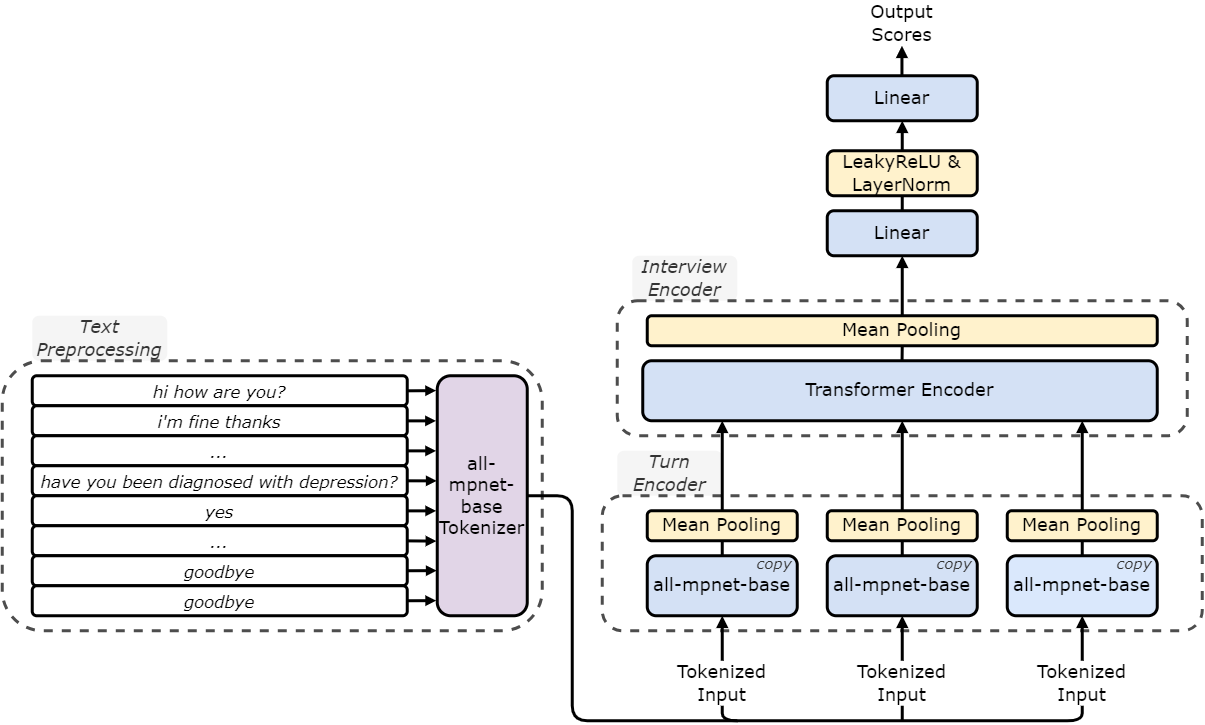 Output
Scores
Linear
LeakyReLU &
LayerNorm
Linear
Interview
Encoder
Mean Pooling
Transformer Encoder
Text
Preprocessing
hi how are you?
i'm fine thanks
...
have you been diagnosed with depression?
yes
...
goodbye
goodbye
all-
mpnet-
base
Tokenizer
Turn
Encoder
Mean Pooling
Mean Pooling
Mean Pooling
copy
all-mpnet-base
copy
all-mpnet-base
copy
all-mpnet-base
Tokenized
Input
Tokenized
Input
Tokenized
Input